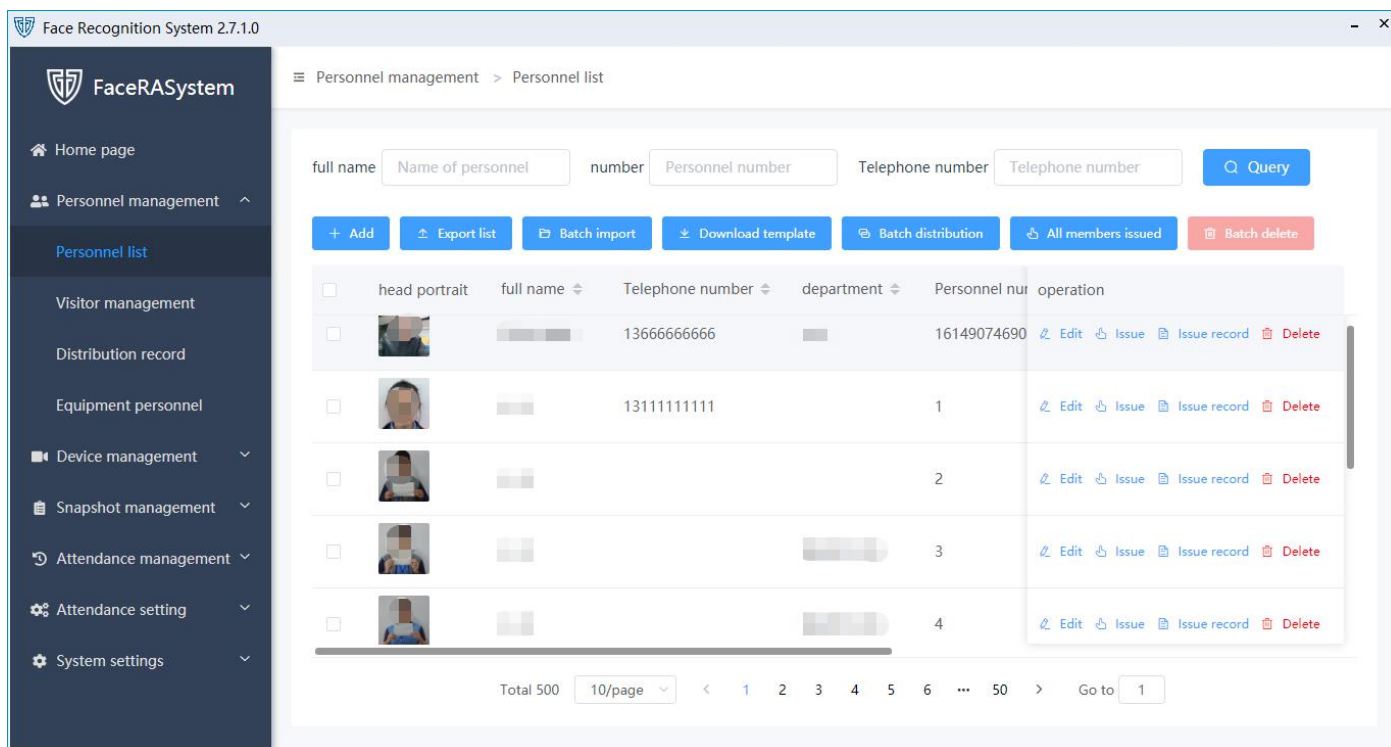 Face Recognition System 2.7.1.0
FaceRASystem
Home page
Personnel management
Personnel list
Visitor management
Distribution record
Equipment personnel
Device management
Snapshot management
Attendance management
Attendance setting
System settings
Personnel management > Personnel list
full name Name of personnel number Personnel number Telephone number Telephone number Query
+ Add Export list Batch import Download template Batch distribution All members issued Batch delete
head portrait full name Telephone number department Personnel nur operation
13666666666 16149074690 Edit Issue Issue record Delete
13111111111 1 Edit Issue Issue record Delete
2 Edit Issue Issue record Delete
3 Edit Issue Issue record Delete
4 Edit Issue Issue record Delete
Total 500 10/page < 1 2 3 4 5 6 ••• 50 > Go to 1